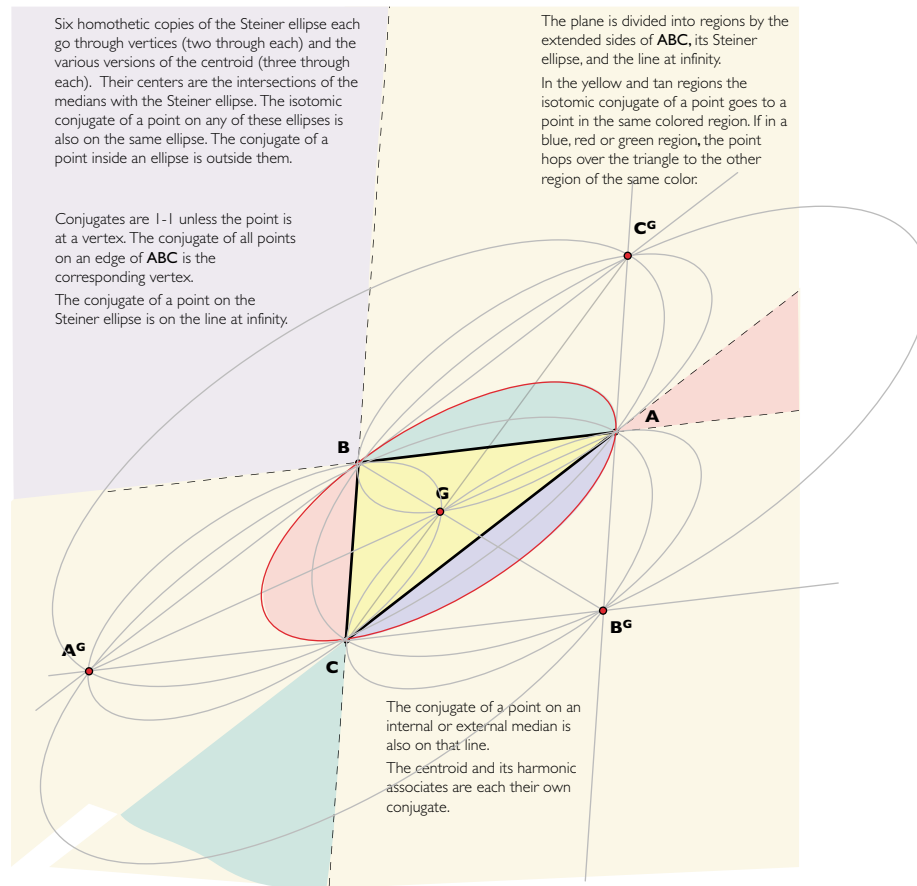 Six homothetic copies of the Steiner ellipse each
go through vertices (two through each) and the
various versions of the centroid (three through
each).  Their centers are the intersections of the
medians with the Steiner ellipse. The isotomic
conjugate of a point on any of these ellipses is
also on the same ellipse. The conjugate of a
point inside an ellipse is outside them.
Conjugates are 1-1 unless the point is
at a vertex. The conjugate of all points
on an edge of ABC is the
corresponding vertex.
The conjugate of a point on the
Steiner ellipse is on the line at infinity.
The plane is divided into regions by the
extended sides of ABC, its Steiner
ellipse, and the line at infinity.
In the yellow and tan regions the
isotomic conjugate of a point goes to a
point in the same colored region. If in a
blue, red or green region, the point
hops over the triangle to the other
region of the same color.
Cᴳ
A
B
G
Bᴳ
Aᴳ
C
The conjugate of a point on an
internal or external median is
also on that line.
The centroid and its harmonic
associates are each their own
conjugate.